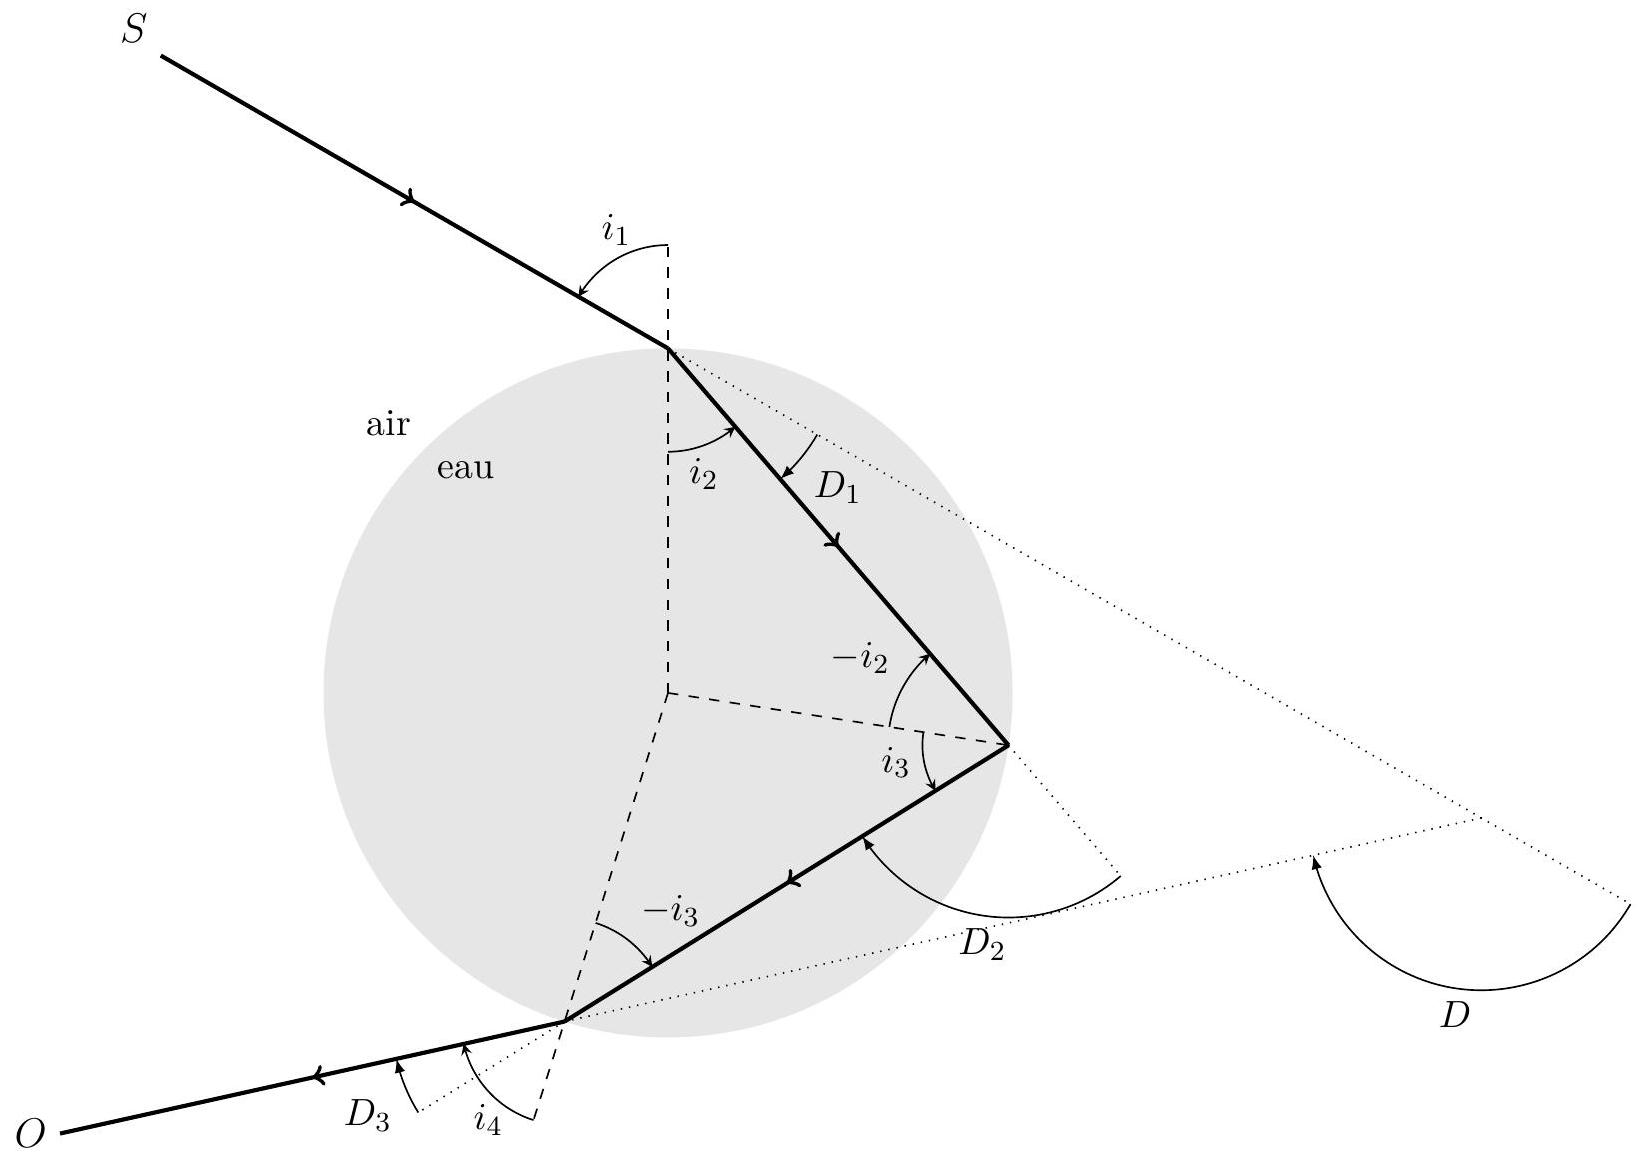 S
i₁
air
eau
i₂
D₁
−i₂
i₃
−i₃
D₂
D
D₃
i₄
O